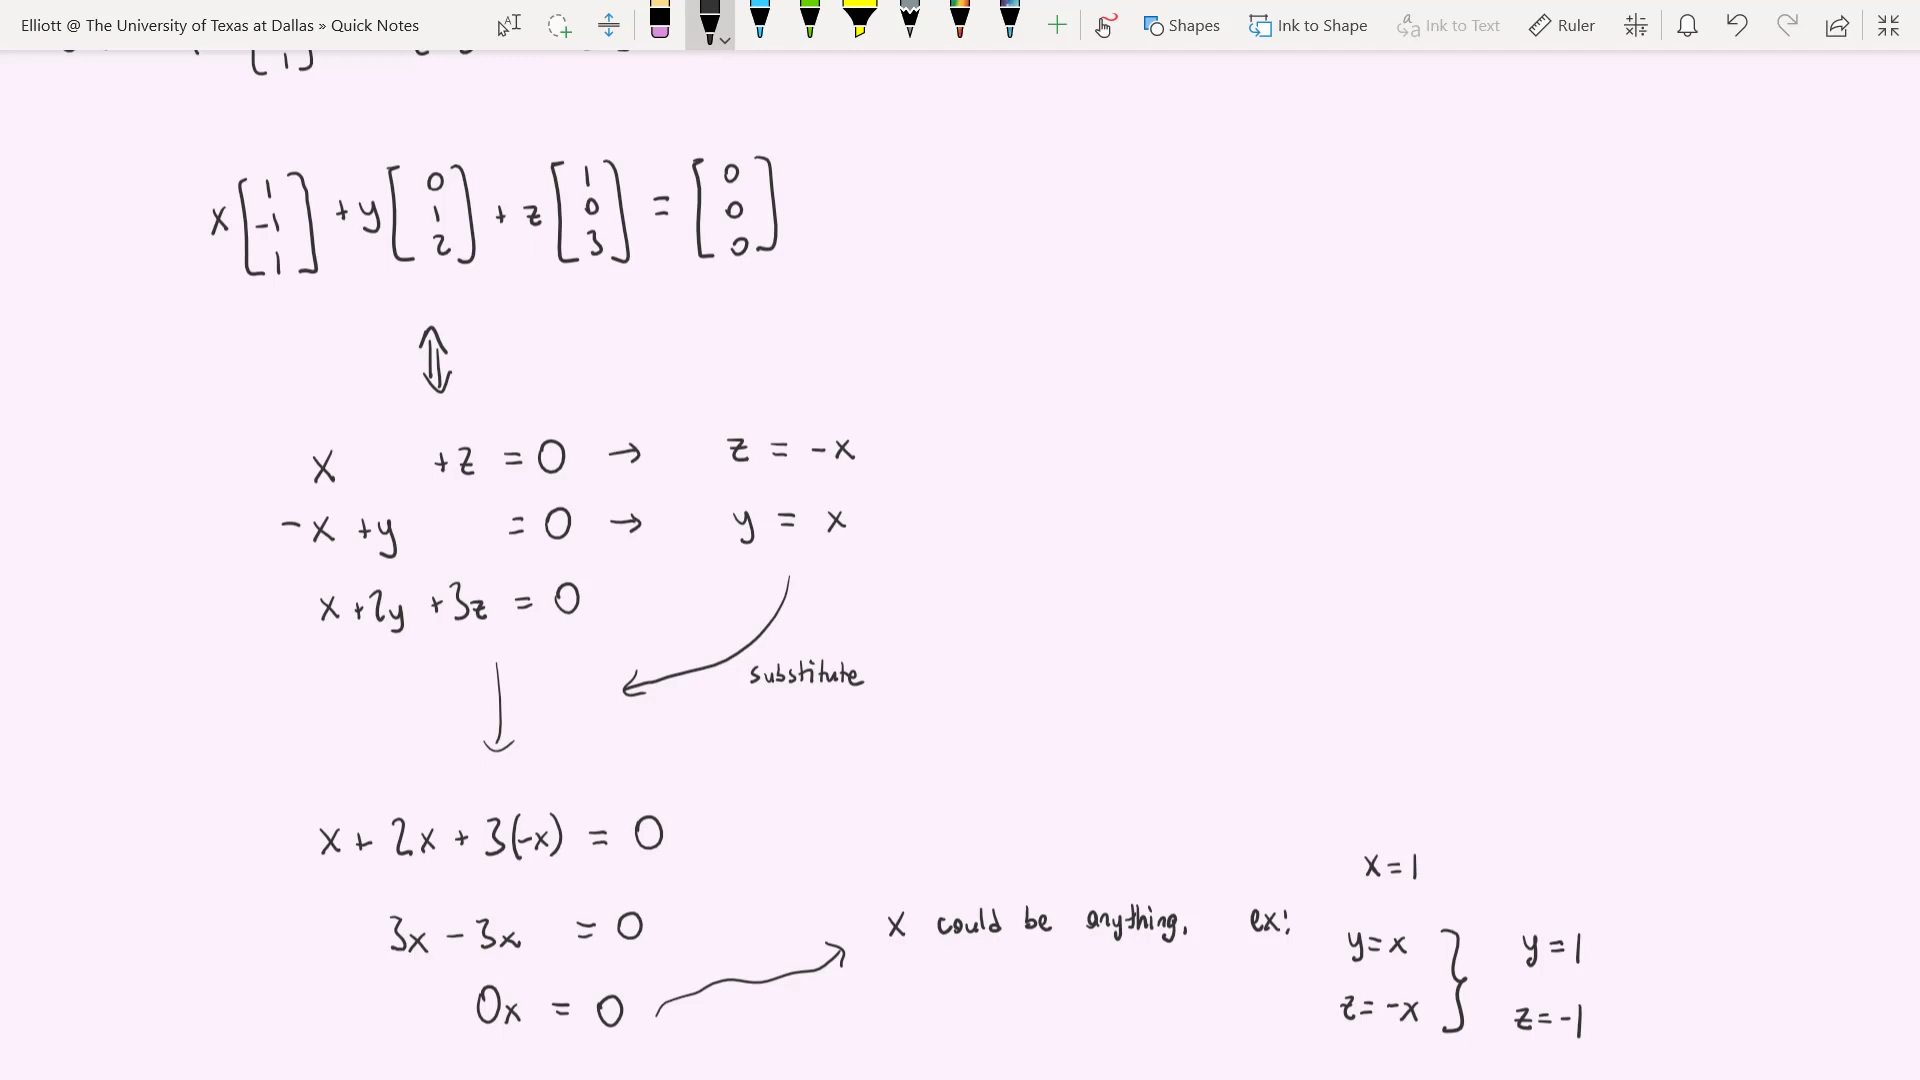 Elliott @ The University of Texas at Dallas » Quick Notes
Shapes
Ink to Shape
Ink to Text
Ruler
x [1 -1 1] + y [0 1 2] + z [1 0 3] = [0 0 0]
x + z = 0 → z = -x
-x + y = 0 → y = x
x + 2y + 3z = 0
substitute
x + 2x + 3(-x) = 0
3x - 3x = 0
0x = 0
x could be anything. ex:
x = 1
y = x } y = 1
z = -x z = -1